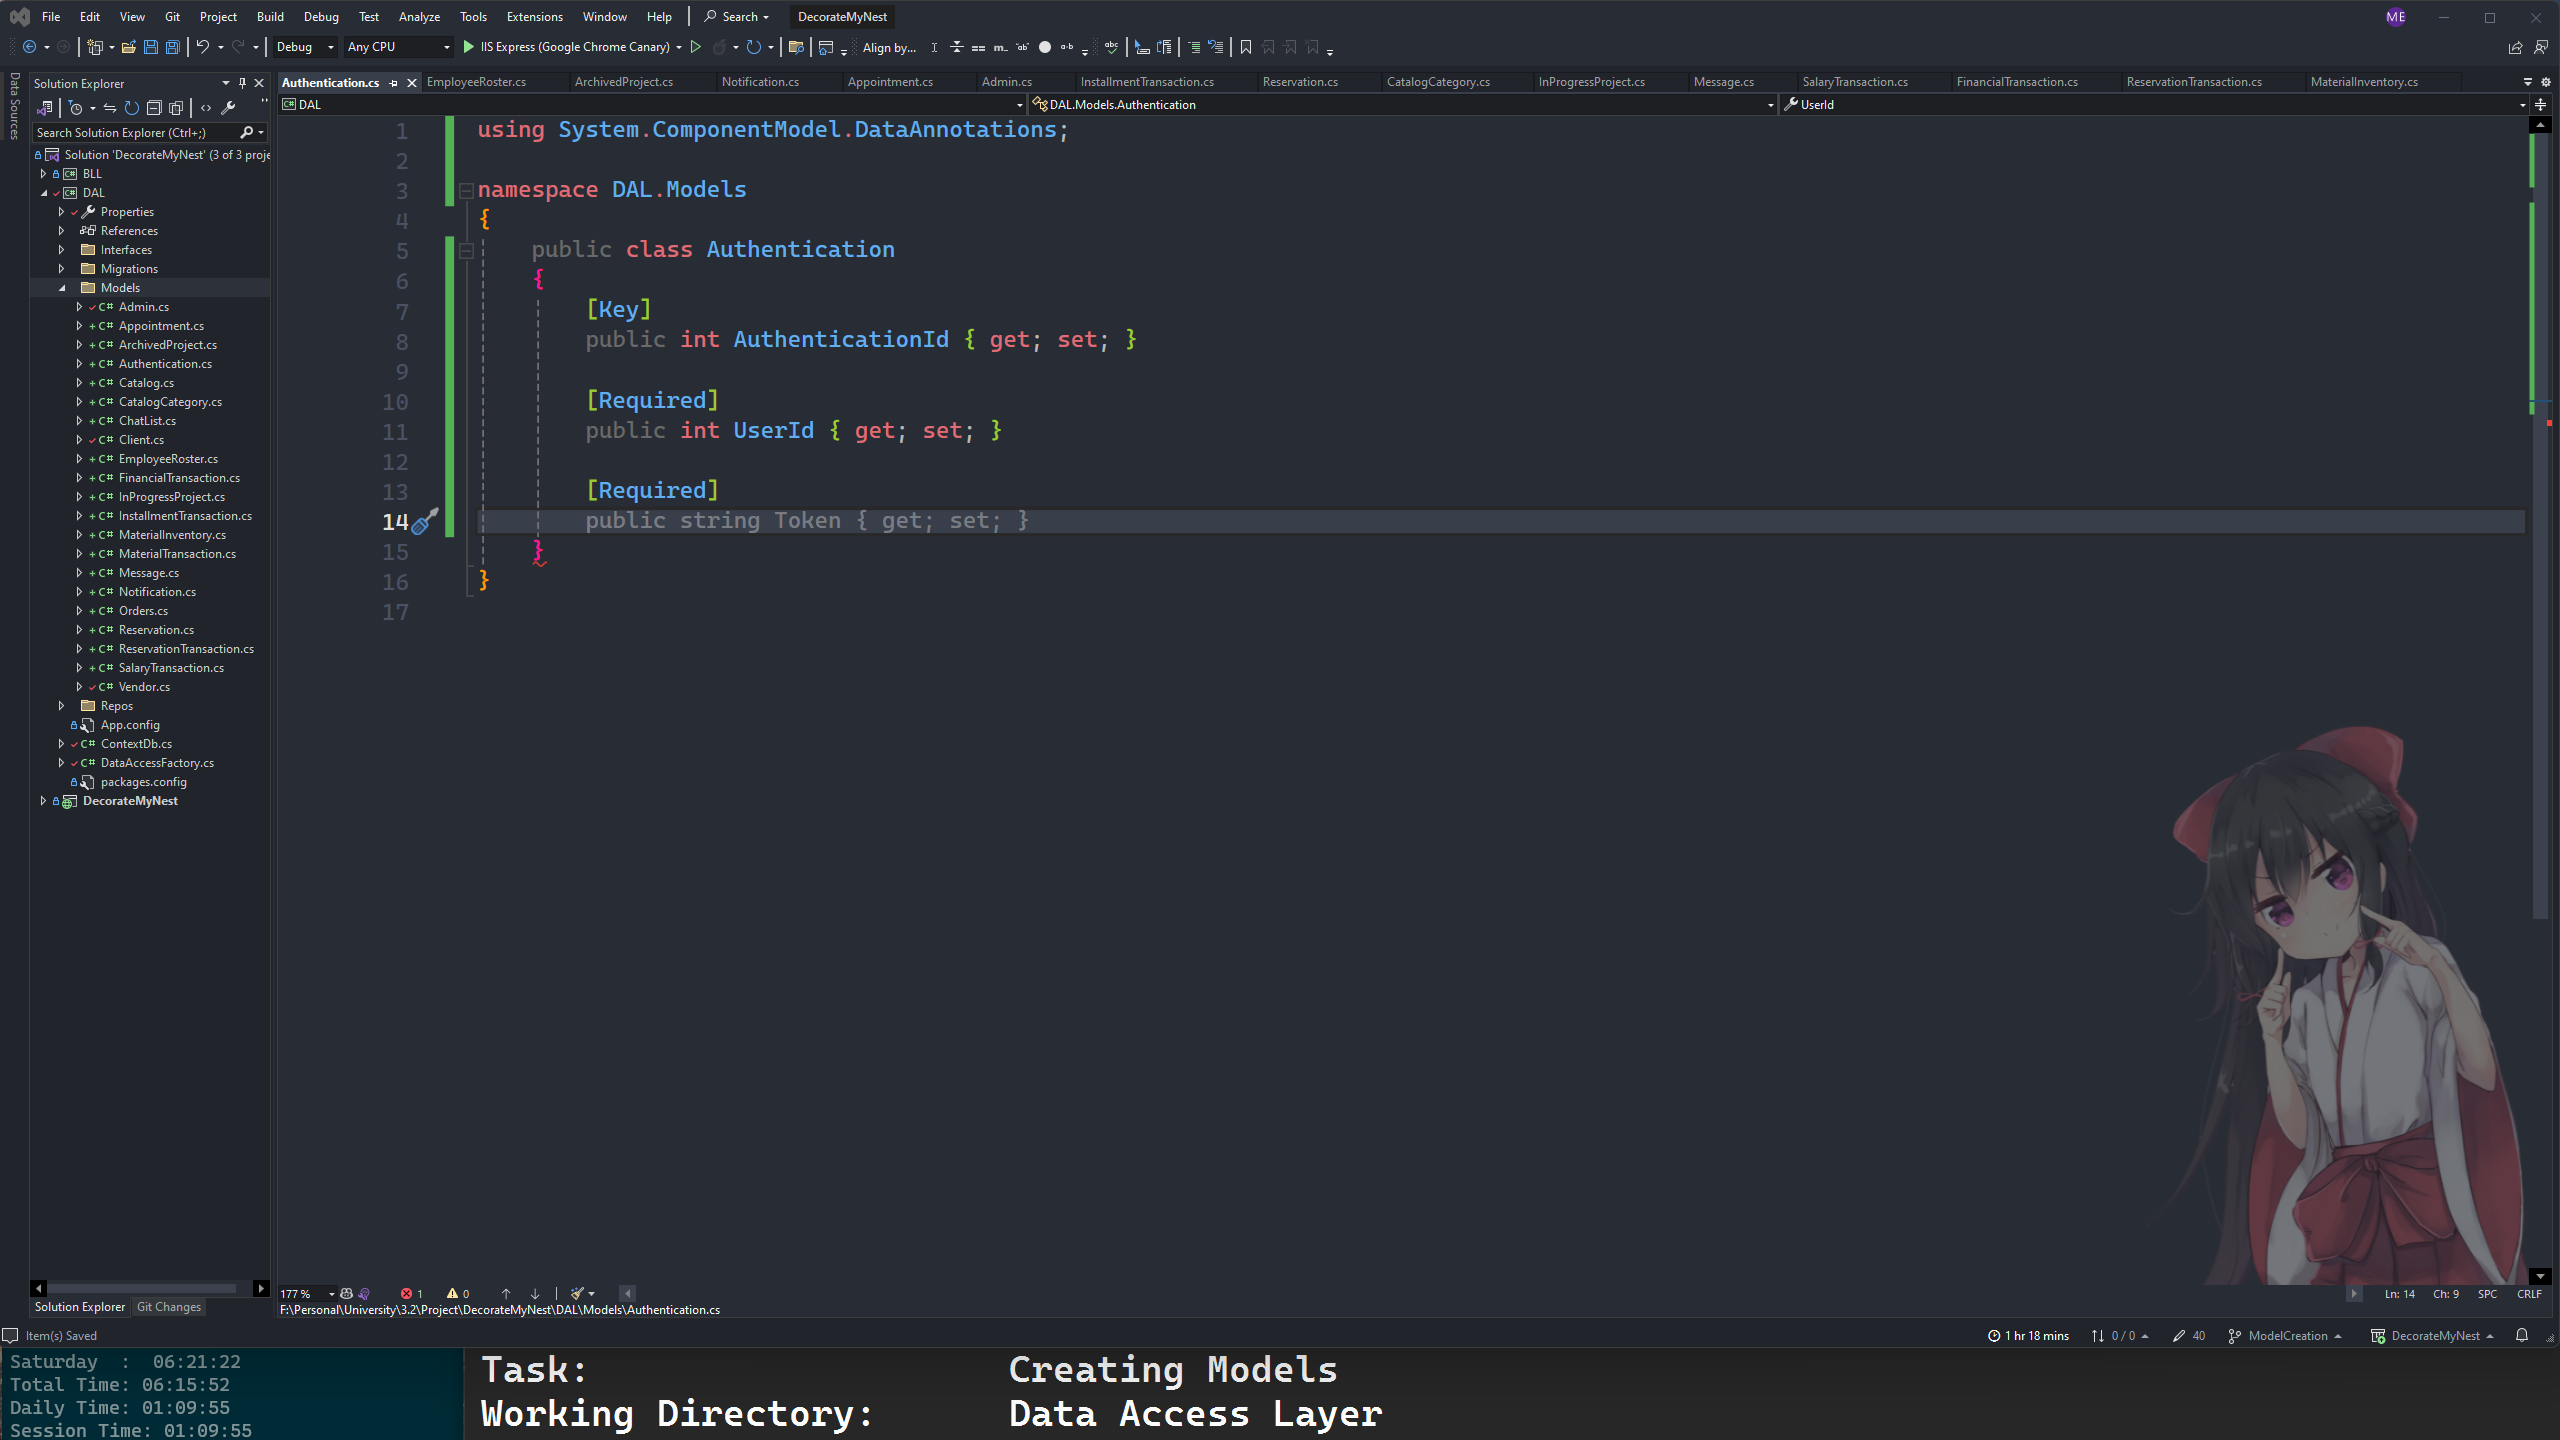 File Edit View Git Project Build Debug Test Analyze Tools Extensions Window Help Search DecorateMyNest ME
Debug Any CPU IIS Express (Google Chrome Canary) Align by...
Data Sources
Solution Explorer
Search Solution Explorer (Ctrl+;)
Solution 'DecorateMyNest' (3 of 3 proje
BLL
DAL
Properties
References
Interfaces
Migrations
Models
C# Admin.cs
C# Appointment.cs
C# ArchivedProject.cs
C# Authentication.cs
C# Catalog.cs
C# CatalogCategory.cs
C# ChatList.cs
C# Client.cs
C# EmployeeRoster.cs
C# FinancialTransaction.cs
C# InProgressProject.cs
C# InstallmentTransaction.cs
C# MaterialInventory.cs
C# MaterialTransaction.cs
C# Message.cs
C# Notification.cs
C# Orders.cs
C# Reservation.cs
C# ReservationTransaction.cs
C# SalaryTransaction.cs
C# Vendor.cs
Repos
App.config
C# ContextDb.cs
C# DataAccessFactory.cs
packages.config
DecorateMyNest
Solution Explorer Git Changes
Authentication.cs EmployeeRoster.cs ArchivedProject.cs Notification.cs Appointment.cs Admin.cs InstallmentTransaction.cs Reservation.cs CatalogCategory.cs InProgressProject.cs Message.cs SalaryTransaction.cs FinancialTransaction.cs ReservationTransaction.cs MaterialInventory.cs
DAL DAL.Models.Authentication UserId
1 using System.ComponentModel.DataAnnotations;
2
3 namespace DAL.Models
4 {
5 public class Authentication
6 {
7 [Key]
8 public int AuthenticationId { get; set; }
9
10 [Required]
11 public int UserId { get; set; }
12
13 [Required]
14 public string Token { get; set; }
15 }
16 }
17
177 % 1 0 Ln: 14 Ch: 9 SPC CRLF
F:\Personal\University\3.2\Project\DecorateMyNest\DAL\Models\Authentication.cs
Item(s) Saved 1 hr 18 mins 0 / 0 40 ModelCreation DecorateMyNest
Saturday : 06:21:22
Total Time: 06:15:52
Daily Time: 01:09:55
Session Time: 01:09:55
Task: Creating Models
Working Directory: Data Access Layer